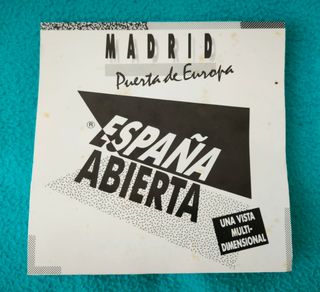 MADRID
Puerta de Europa
® ESPAÑA
ABIERTA
UNA VISTA
MULTI-
DIMENSIONAL